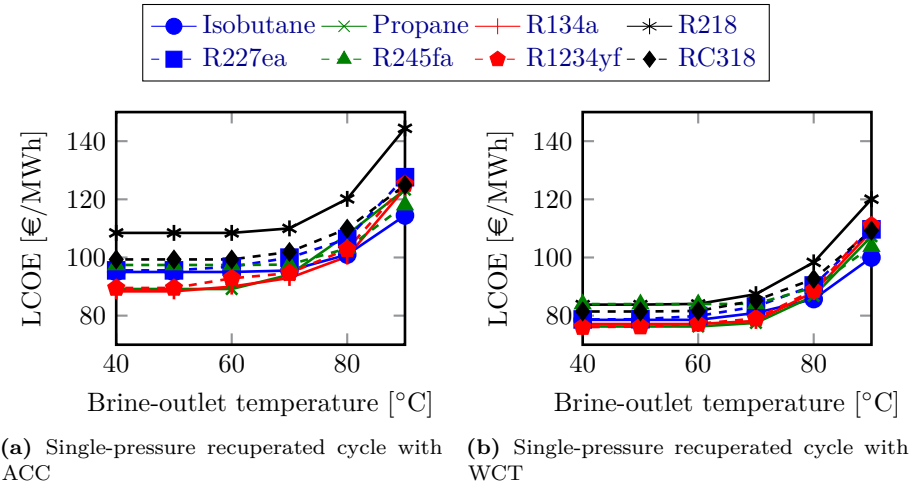 Isobutane Propane R134a R218
R227ea R245fa R1234yf RC318
LCOE [€/MWh]
140
120
100
80
40 60 80
Brine-outlet temperature [°C]
(a) Single-pressure recuperated cycle with
ACC
LCOE [€/MWh]
140
120
100
80
40 60 80
Brine-outlet temperature [°C]
(b) Single-pressure recuperated cycle with
WCT